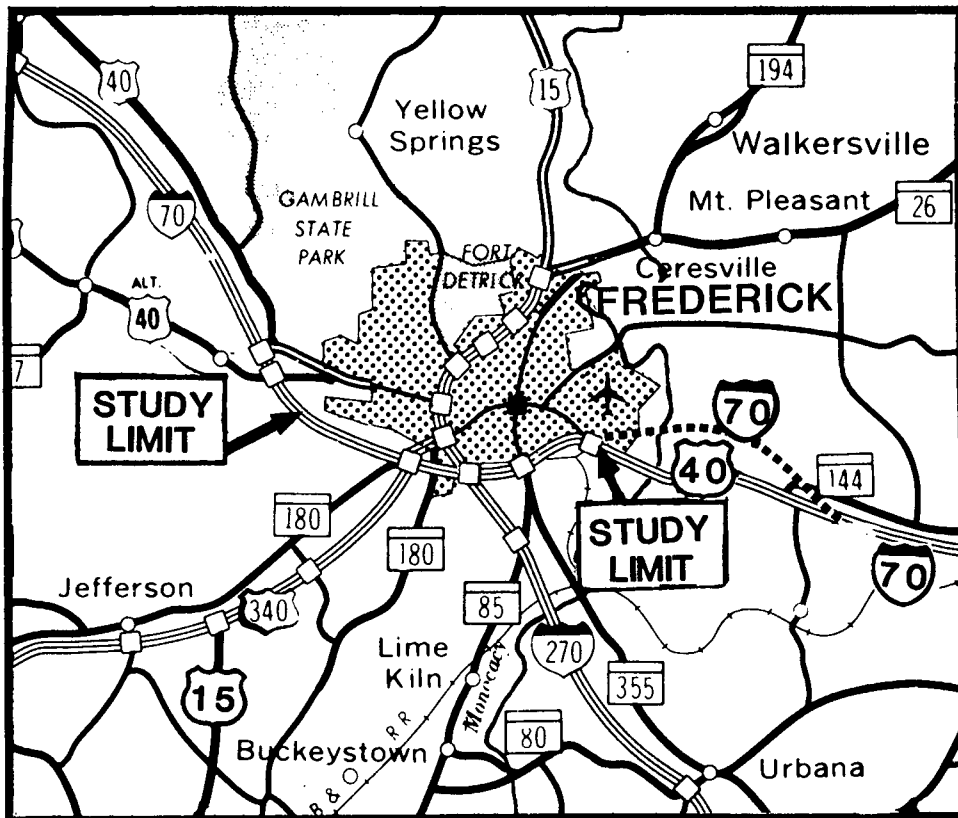 40
15
194
Yellow
Springs
Walkersville
70
GAMBRILL
STATE
PARK
Mt. Pleasant
26
FORT
DETRICK
Ceresville
ALT.
40
FREDERICK
7
STUDY
LIMIT
70
40
144
180
180
STUDY
LIMIT
70
Jefferson
340
85
270
Lime
Kiln
Monocacy
355
15
80
Buckeystown
B & O RR
Urbana